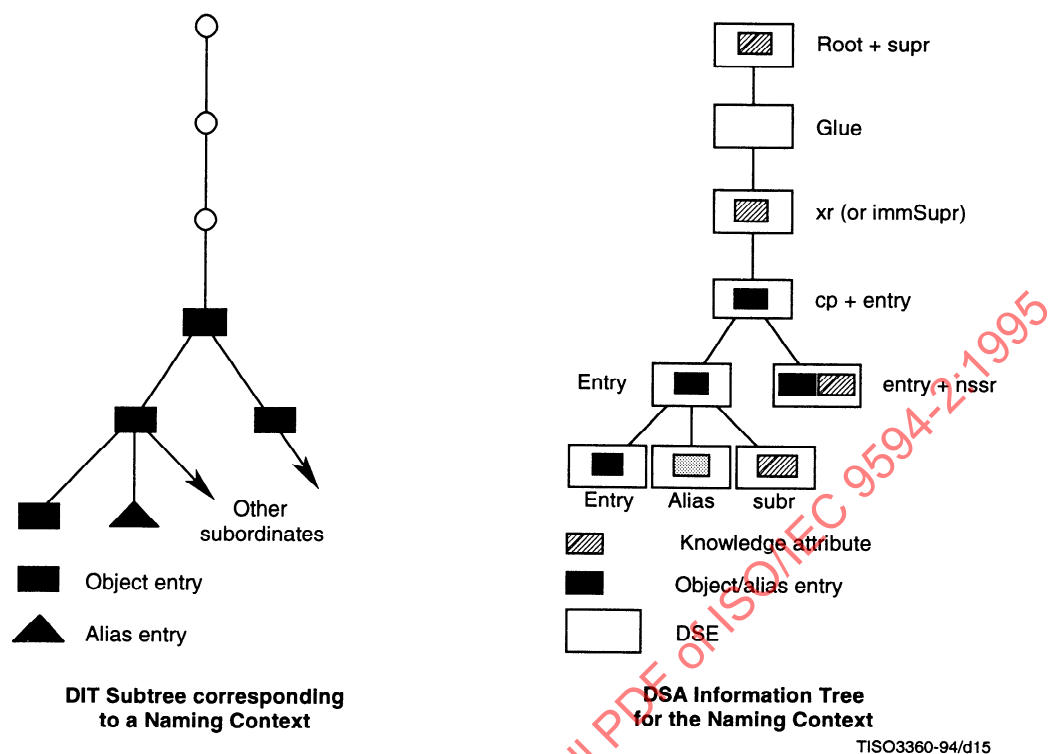 Root + supr
Glue
xr (or immSupr)
cp + entry
Entry
entry + nssr
Entry
Alias
subr
Other
subordinates
Object entry
Alias entry
Knowledge attribute
Object/alias entry
DSE
DIT Subtree corresponding
to a Naming Context
DSA Information Tree
for the Naming Context
TISO3360-94/d15
PDF of ISO/IEC 9594-2:1995